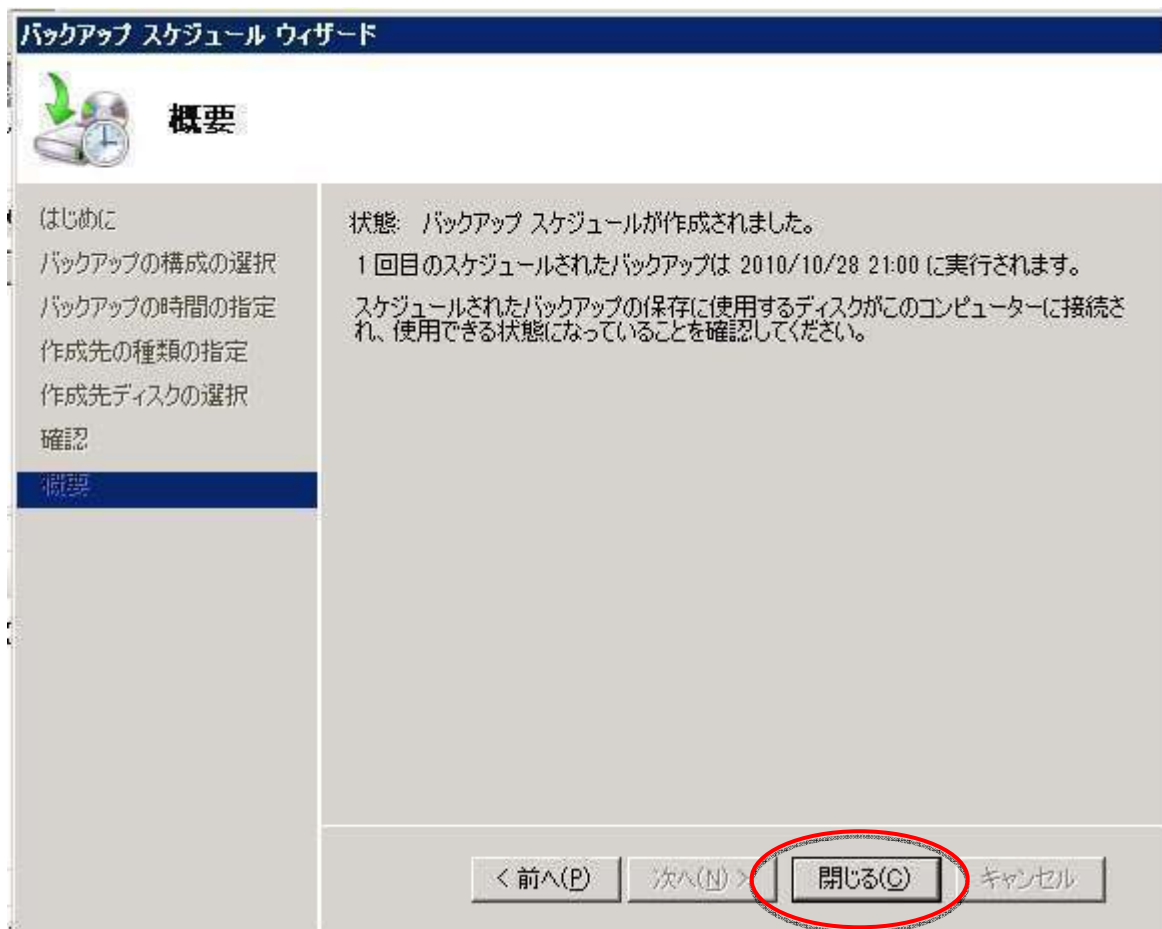 バックアップ スケジュール ウィザード
概要
はじめに
バックアップの構成の選択
バックアップの時間の指定
作成先の種類の指定
作成先ディスクの選択
確認
概要
状態: バックアップ スケジュールが作成されました。
1 回目のスケジュールされたバックアップは 2010/10/28 21:00 に実行されます。
スケジュールされたバックアップの保存に使用するディスクがこのコンピューターに接続さ
れ、使用できる状態になっていることを確認してください。
< 前へ(P)
次へ(N) >
閉じる(C)
キャンセル